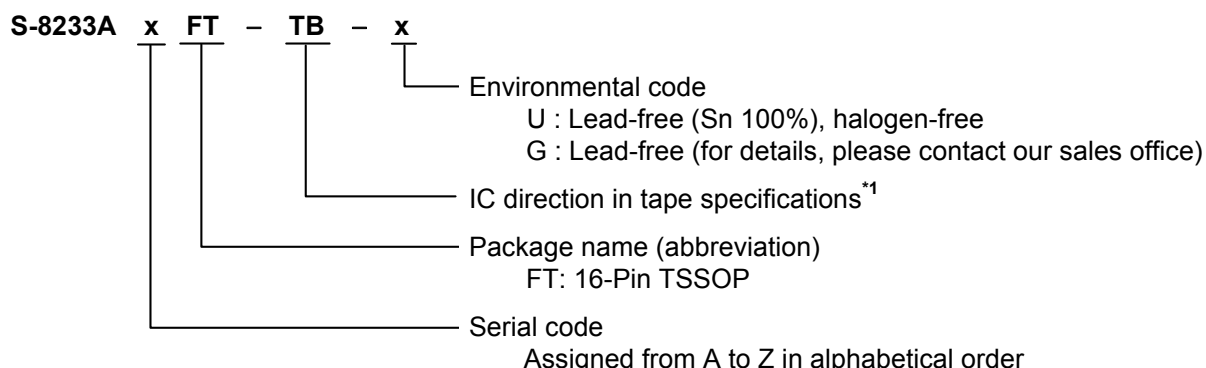 S-8233A x FT – TB – x
Environmental code
U : Lead-free (Sn 100%), halogen-free
G : Lead-free (for details, please contact our sales office)
IC direction in tape specifications*1
Package name (abbreviation)
FT: 16-Pin TSSOP
Serial code
Assigned from A to Z in alphabetical order